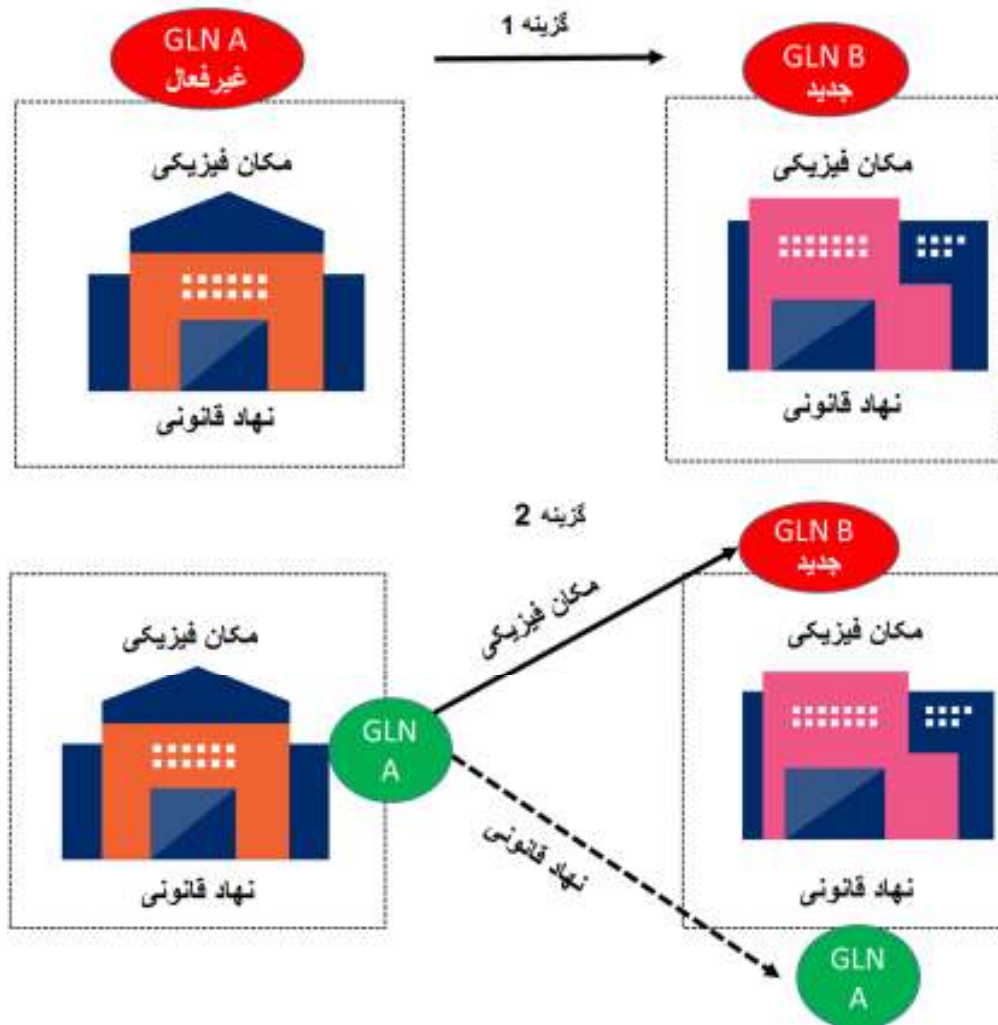 GLN A
غیرفعال
گزینه 1
GLN B
جدید
مکان فیزیکی
نهاد قانونی
مکان فیزیکی
نهاد قانونی
گزینه 2
GLN B
جدید
مکان فیزیکی
مکان فیزیکی
نهاد قانونی
GLN
A
مکان فیزیکی
نهاد قانونی
نهاد قانونی
GLN
A